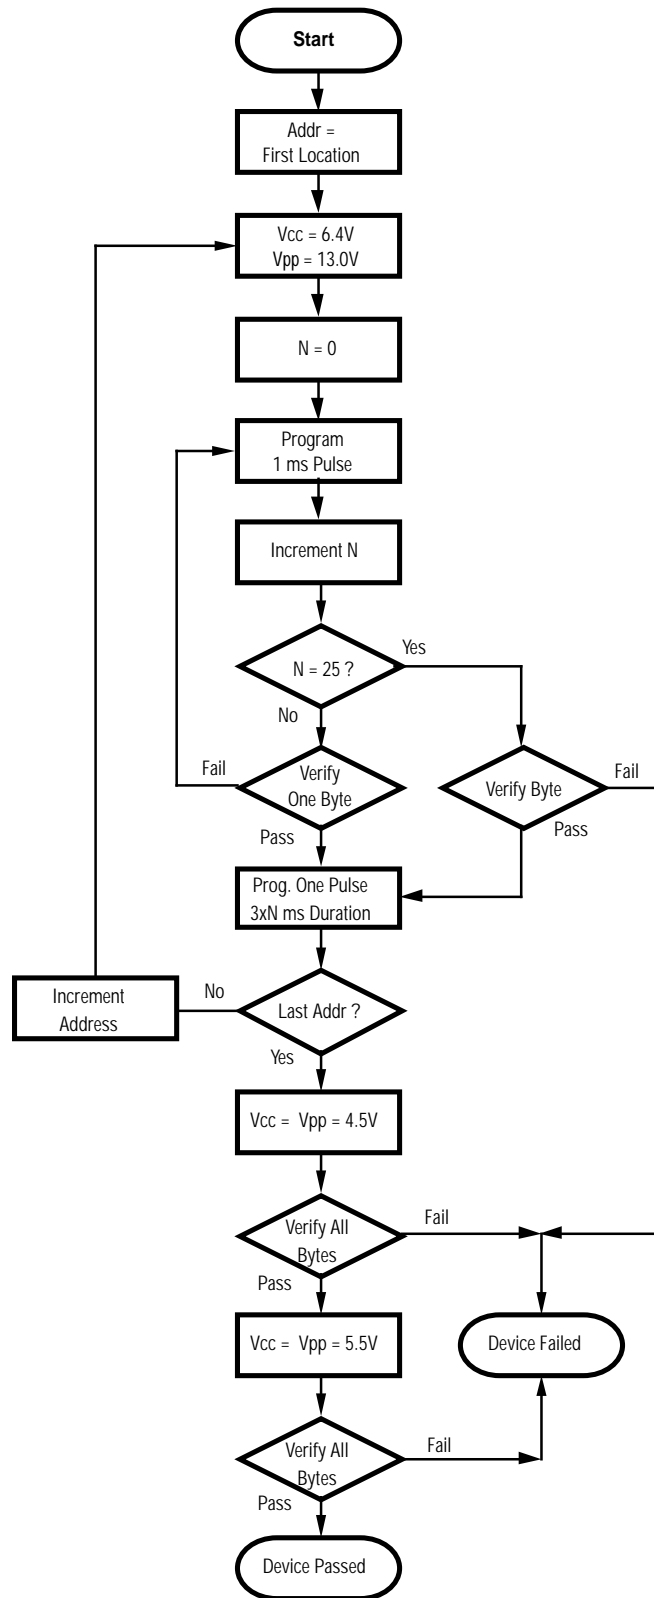 Start
Addr =
First Location
Vcc = 6.4V
Vpp = 13.0V
N = 0
Program
1 ms Pulse
Increment N
N = 25 ?
Yes
No
Verify
One Byte
Fail
Pass
Verify Byte
Fail
Pass
Prog. One Pulse
3xN ms Duration
Last Addr ?
No
Increment
Address
Yes
Vcc = Vpp = 4.5V
Verify All
Bytes
Fail
Pass
Vcc = Vpp = 5.5V
Device Failed
Verify All
Bytes
Fail
Pass
Device Passed